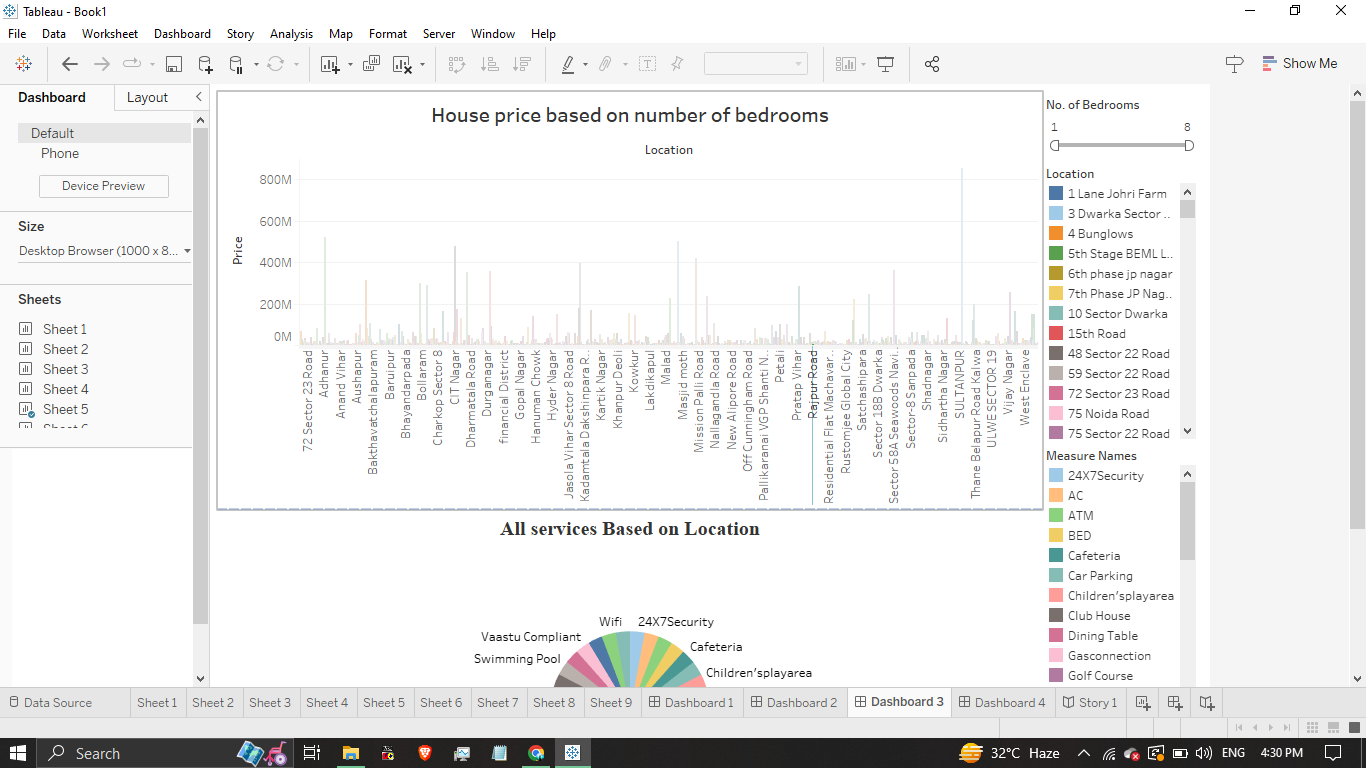 Tableau - Book1
File Data Worksheet Dashboard Story Analysis Map Format Server Window Help
Show Me
Dashboard Layout
Default
Phone
Device Preview
Size
Desktop Browser (1000 x 8...
Sheets
Sheet 1
Sheet 2
Sheet 3
Sheet 4
Sheet 5
House price based on number of bedrooms
Location
Price
800M
600M
400M
200M
0M
72 Sector 23 Road
Adhanur
Anand Vihar
Aushapur
Bakthavatchalapuram
Baruipur
Bhayandarpada
Bollaram
Charkop Sector 8
CIT Nagar
Dharmatala Road
Durganagar
financial District
Gopal Nagar
Hanuman Chowk
Hyder Nagar
Jasola Vihar Sector 8 Road
Kadamtala Dakshinpara..R..
Kartik Nagar
Khanpur Deoli
Kowkur
Lakdikapul
Malad
Masjid moth
Mission Palli Road
Nallagandla Road
New Alipore Road
Off Cunningham Road
Pallikaranai VGP Shanti N..
Petali
Pratap Vihar
Rajpur Road
Residential Flat Machavar..
Rustomjee Global City
Satchashipara
Sector 18B Dwarka
Sector 58A Seawoods Navi..
Sector-8 Sanpada
Shadnagar
Sidhartha Nagar
SULTANPUR
Thane Belapur Road Kalwa
ULWE SECTOR 19
Vijay Nagar
West Enclave
No. of Bedrooms
1 8
Location
1 Lane Johri Farm
3 Dwarka Sector ..
4 Bunglows
5th Stage BEML L..
6th phase jp nagar
7th Phase JP Nag..
10 Sector Dwarka
15th Road
48 Sector 22 Road
59 Sector 22 Road
72 Sector 23 Road
75 Noida Road
75 Sector 22 Road
Measure Names
24X7Security
AC
ATM
BED
Cafeteria
Car Parking
Children'splayarea
Club House
Dining Table
Gasconnection
Golf Course
All services Based on Location
Wifi 24X7Security
Vaastu Compliant Cafeteria
Swimming Pool Children'splayarea
Data Source Sheet 1 Sheet 2 Sheet 3 Sheet 4 Sheet 5 Sheet 6 Sheet 7 Sheet 8 Sheet 9 Dashboard 1 Dashboard 2 Dashboard 3 Dashboard 4 Story 1
Search 32°C Haze ENG 4:30 PM